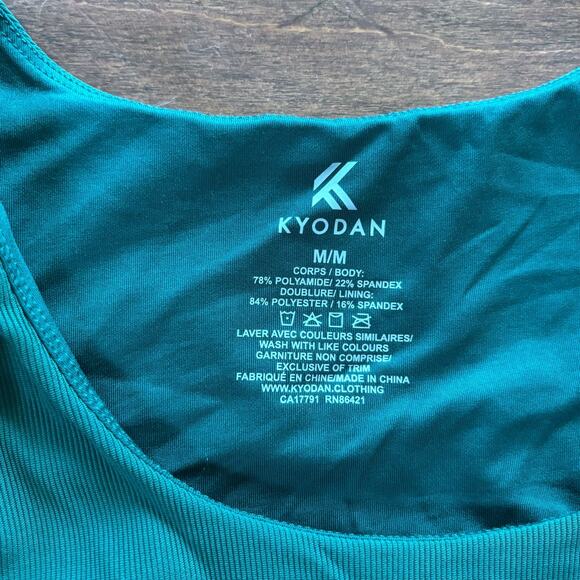 KYODAN
M/M
CORPS / BODY:
78% POLYAMIDE/ 22% SPANDEX
DOUBLURE/ LINING:
84% POLYESTER / 16% SPANDEX
LAVER AVEC COULEURS SIMILAIRES/
WASH WITH LIKE COLOURS
GARNITURE NON COMPRISE/
EXCLUSIVE OF TRIM
FABRIQUÉ EN CHINE/MADE IN CHINA
WWW.KYODAN.CLOTHING
CA17791 RN86421